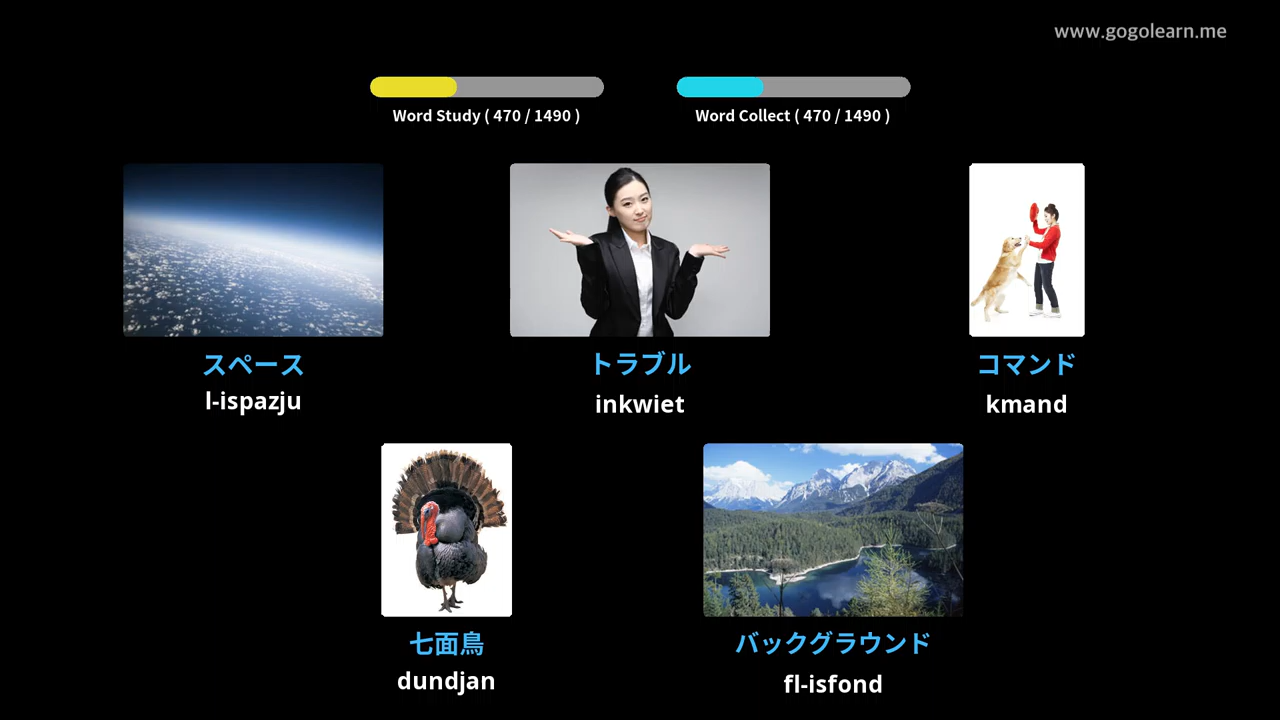 www.gogolearn.me
Word Study ( 470 / 1490 )
Word Collect ( 470 / 1490 )
スペース
l-ispazju
トラブル
inkwiet
コマンド
kmand
七面鳥
dundjan
バックグラウンド
fl-isfond